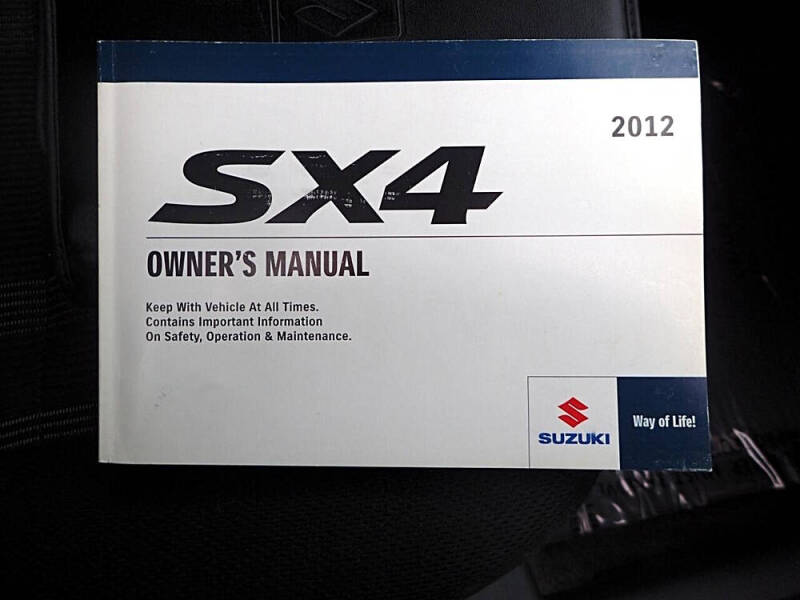 2012
SX4
OWNER'S MANUAL
Keep With Vehicle At All Times.
Contains Important Information
On Safety, Operation & Maintenance.
SUZUKI
Way of Life!